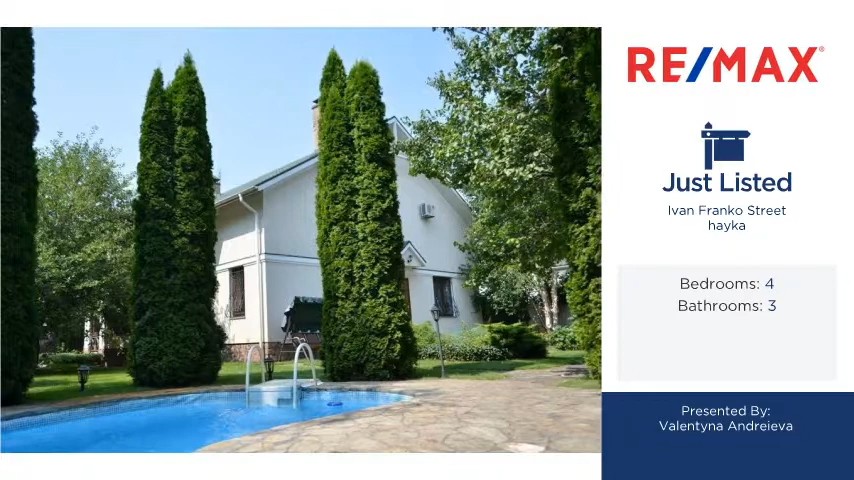 RE/MAX®
Just Listed
Ivan Franko Street
hayka
Bedrooms: 4
Bathrooms: 3
Presented By:
Valentyna Andreieva